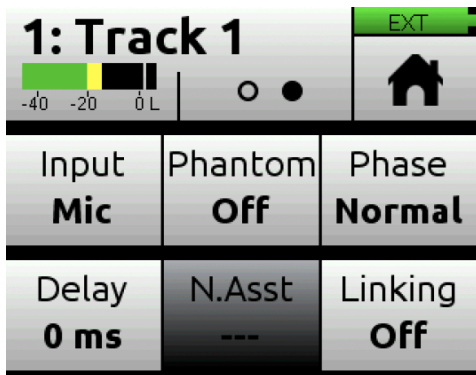 1: Track 1
EXT
-40 -20 0 L
Input
Mic
Phantom
Off
Phase
Normal
Delay
0 ms
N.Asst
---
Linking
Off